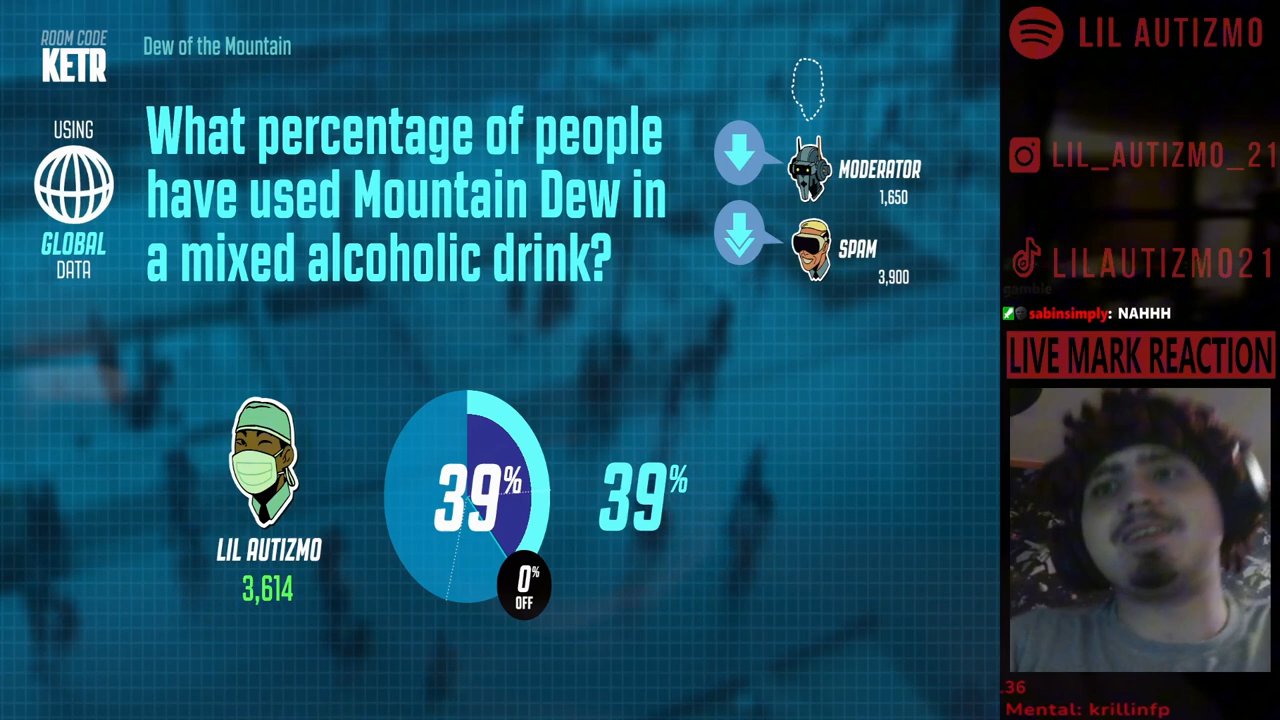 ROOM CODE
KETR
Dew of the Mountain
USING
GLOBAL
DATA
What percentage of people
have used Mountain Dew in
a mixed alcoholic drink?
MODERATOR
1,650
SPAM
3,900
LIL AUTIZMO
3,614
39%
0%
OFF
39%
LIL AUTIZMO
LIL_AUTIZMO_21
LILAUTIZMO21
gamble
sabinsimply: NAHHH
LIVE MARK REACTION
.36
Mental: krillinfp